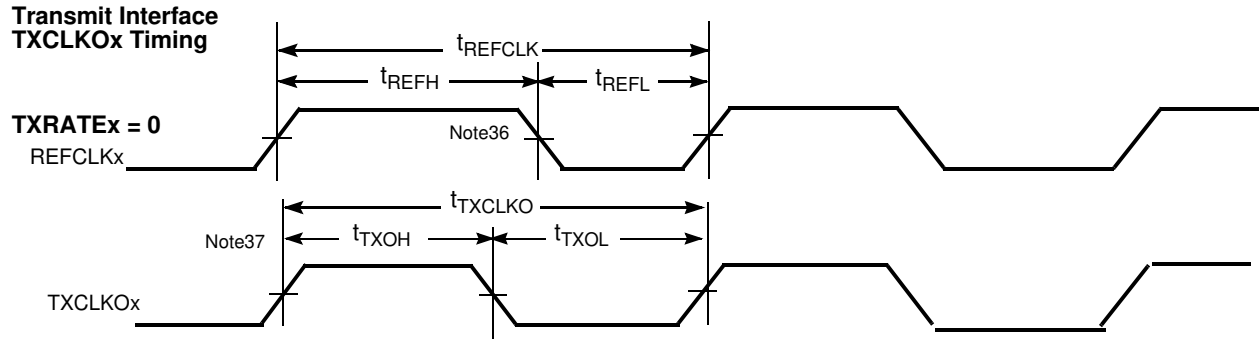 Transmit Interface
TXCLKOx Timing
tREFCLK
tREFH
tREFL
TXRATEx = 0
Note36
REFCLKx
tTXCLKO
Note37
tTXOH
tTXOL
TXCLKOx